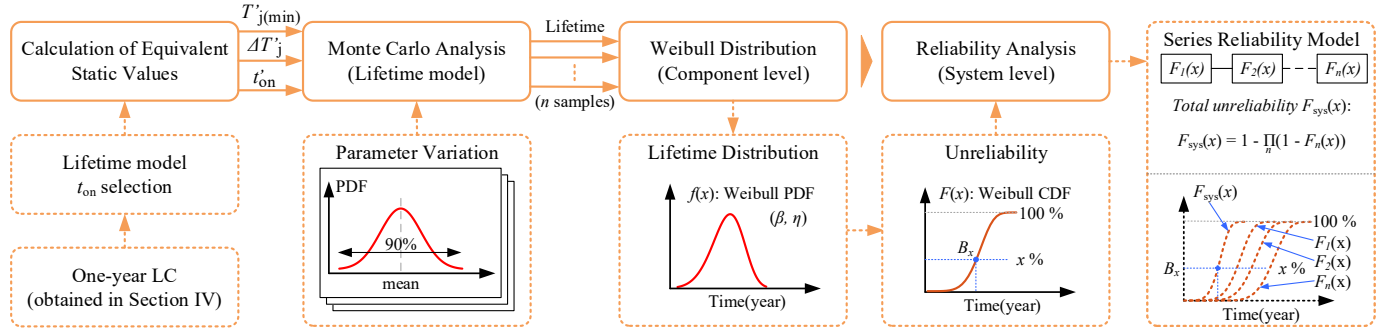 Calculation of Equivalent
Static Values
T'j(min)
ΔT'j
t'on
Monte Carlo Analysis
(Lifetime model)
Lifetime
(n samples)
Weibull Distribution
(Component level)
Reliability Analysis
(System level)
Series Reliability Model
F1(x)
F2(x)
Fn(x)
Total unreliability Fsys(x):
Fsys(x) = 1 - ∏n(1 - Fn(x))
Lifetime model
ton selection
One-year LC
(obtained in Section IV)
Parameter Variation
PDF
90%
mean
Lifetime Distribution
f(x): Weibull PDF
(β, η)
Time(year)
Unreliability
F(x): Weibull CDF
100 %
Bx
x %
Time(year)
Fsys(x)
100 %
F1(x)
F2(x)
Fn(x)
Bx
x %
Time(year)